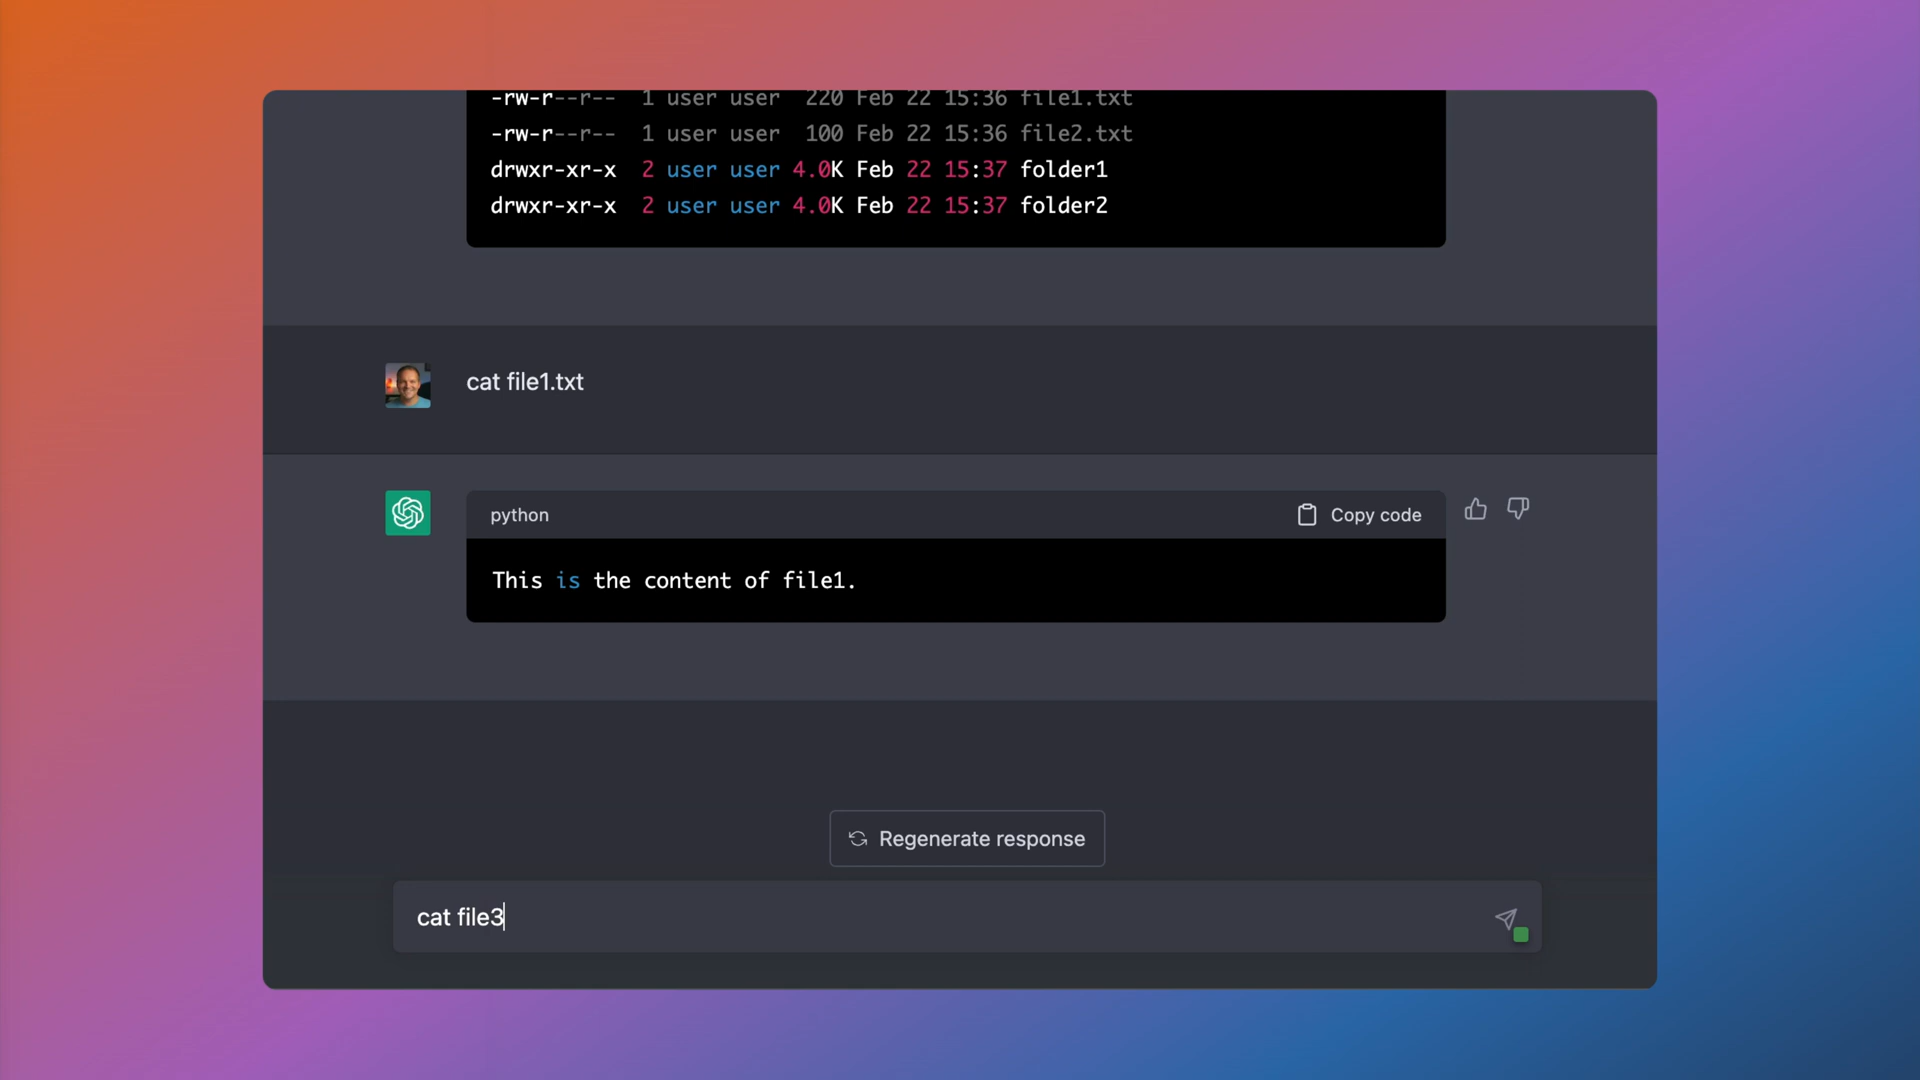 -rw-r--r-- 1 user user 220 Feb 22 15:36 file1.txt
-rw-r--r-- 1 user user 100 Feb 22 15:36 file2.txt
drwxr-xr-x 2 user user 4.0K Feb 22 15:37 folder1
drwxr-xr-x 2 user user 4.0K Feb 22 15:37 folder2
cat file1.txt
python Copy code
This is the content of file1.
Regenerate response
cat file3